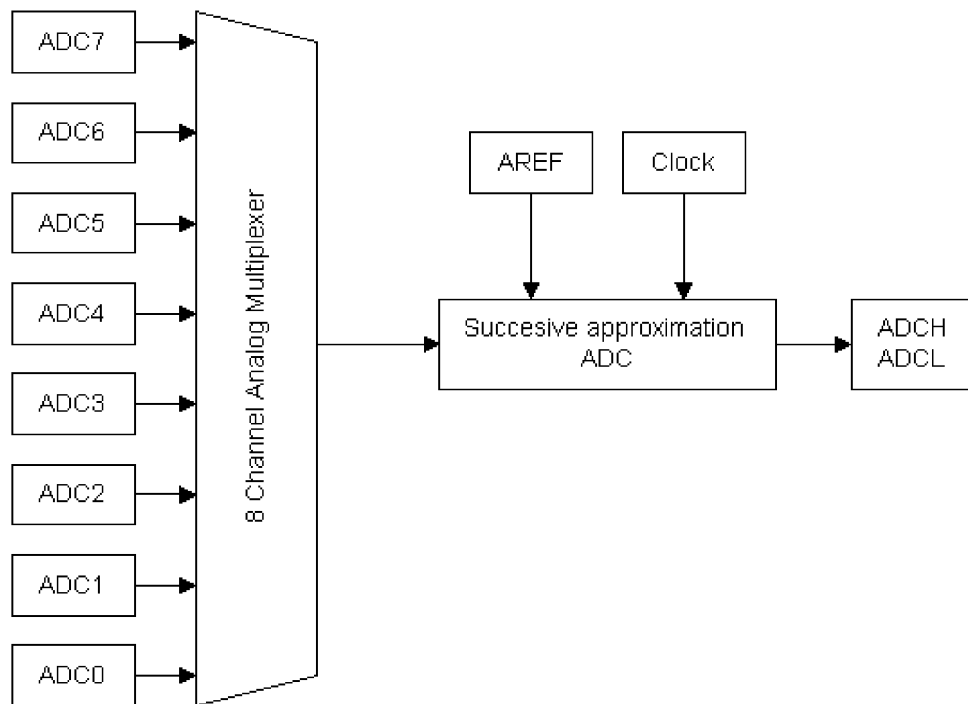 ADC7
ADC6
ADC5
ADC4
ADC3
ADC2
ADC1
ADC0
8 Channel Analog Multiplexer
AREF
Clock
Succesive approximation
ADC
ADCH
ADCL